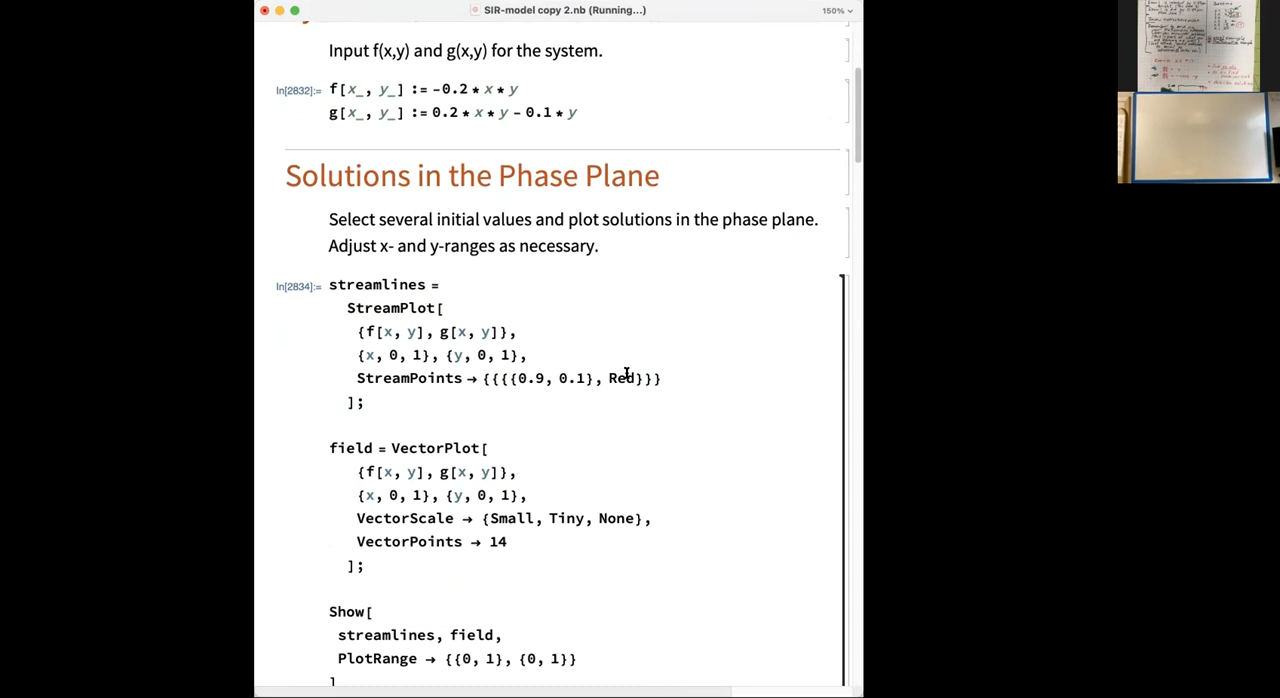 SIR-model copy 2.nb (Running...)
150%
Input f(x,y) and g(x,y) for the system.
In[2832]:= f[x_, y_] := -0.2 * x * y
g[x_, y_] := 0.2 * x * y - 0.1 * y
Solutions in the Phase Plane
Select several initial values and plot solutions in the phase plane.
Adjust x- and y-ranges as necessary.
In[2834]:= streamlines =
StreamPlot[
{f[x, y], g[x, y]},
{x, 0, 1}, {y, 0, 1},
StreamPoints → {{{{0.9, 0.1}, Red}}}
];
field = VectorPlot[
{f[x, y], g[x, y]},
{x, 0, 1}, {y, 0, 1},
VectorScale → {Small, Tiny, None},
VectorPoints → 14
];
Show[
streamlines, field,
PlotRange → {{0, 1}, {0, 1}}
]